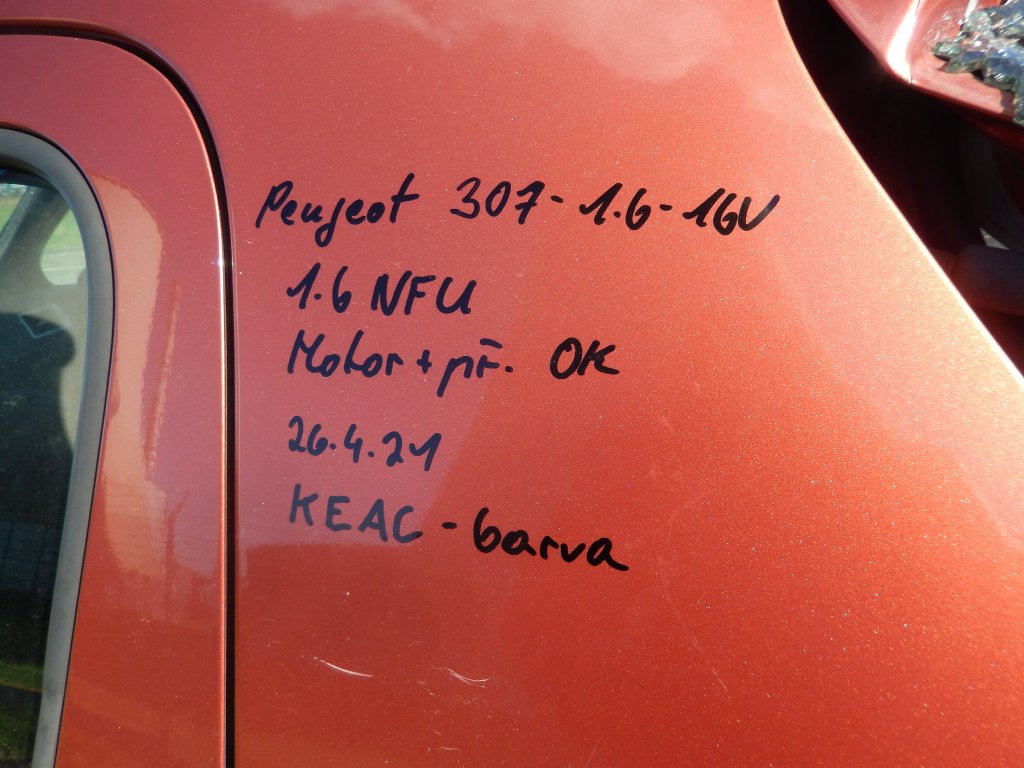 Peugeot 307-1.6-16V
1.6 NFU
Motor + př. OK
26.4.21
KEAC - barva